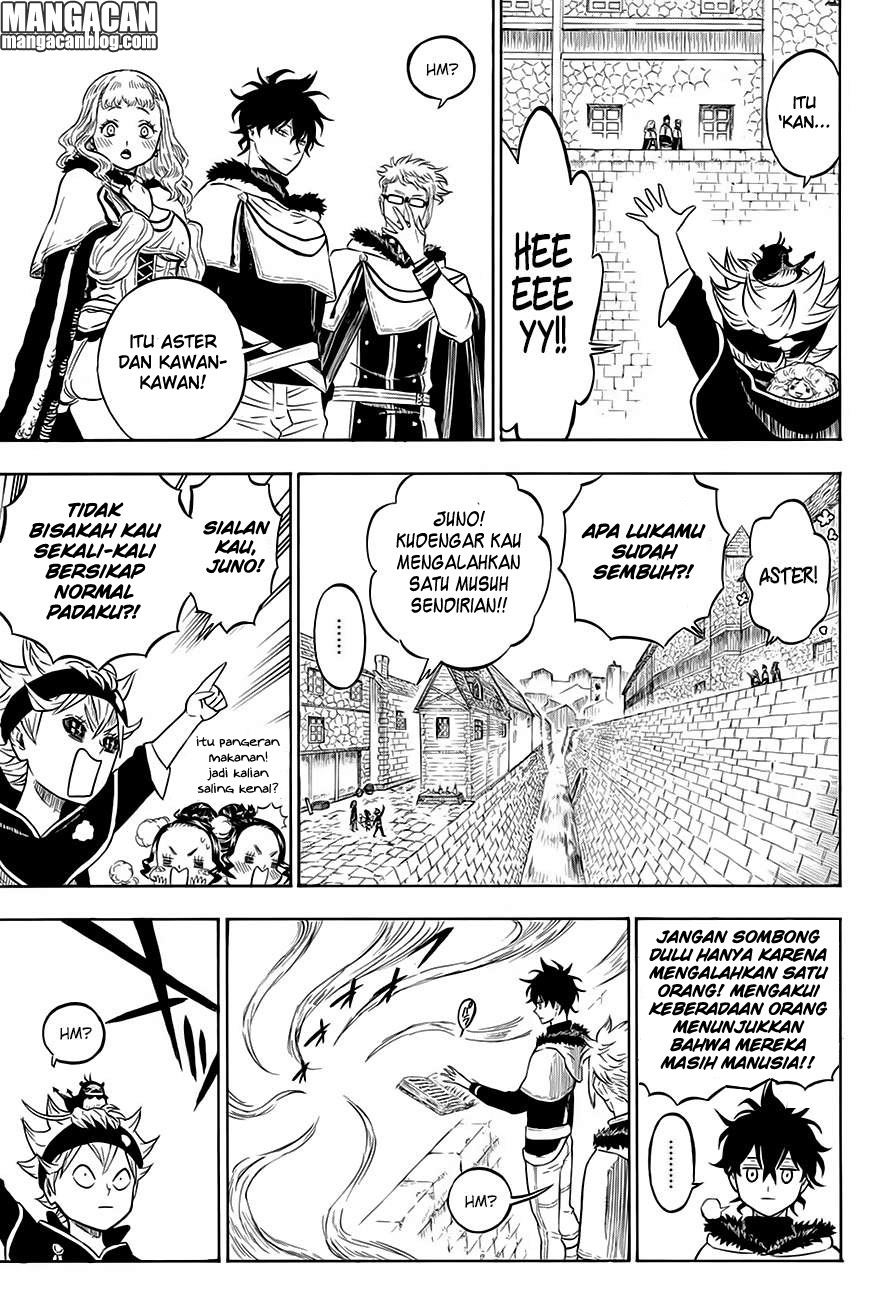 MANGACAN
mangacanblog.com
ITU
'KAN...
HEE
EEEE
YY!!
HM?
ITU ASTER
DAN KAWAN-
KAWAN!
ASTER!
APA LUKAMU
SUDAH
SEMBUH?!
JUNO!
KUDENGAR KAU
MENGALAHKAN
SATU MUSUH
SENDIRIAN!!
........
SIALAN
KAU,
JUNO!
TIDAK
BISAKAH KAU
SEKALI-KALI
BERSIKAP
NORMAL
PADAKU?!
itu pangeran
makanan!
jadi kalian
saling kenal?
JANGAN SOMBONG
DULU HANYA KARENA
MENGALAHKAN SATU
ORANG! MENGAKUI
KEBERADAAN ORANG
MENUNJUKKAN
BAHWA MEREKA
MASIH MANUSIA!!
........
HM?
HM?